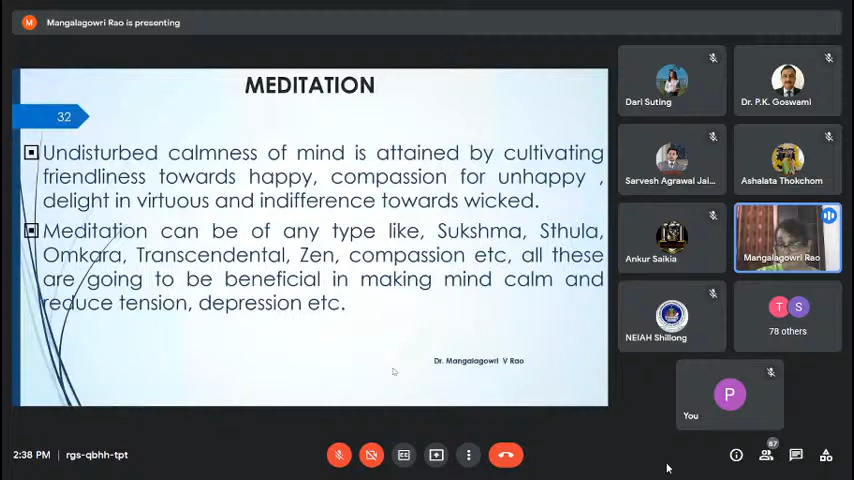 M Mangalagowri Rao is presenting
MEDITATION
32
Undisturbed calmness of mind is attained by cultivating
friendliness towards happy, compassion for unhappy ,
delight in virtuous and indifference towards wicked.
Meditation can be of any type like, Sukshma, Sthula,
Omkara, Transcendental, Zen, compassion etc, all these
are going to be beneficial in making mind calm and
reduce tension, depression etc.
Dr. Mangalagowri V Rao
Dari Suting
Dr. P.K. Goswami
Sarvesh Agrawal Jai...
Ashalata Thokchom
Ankur Saikia
Mangalagowri Rao
NEIAH Shillong
T S
78 others
P
You
2:38 PM | rgs-qbhh-tpt
87